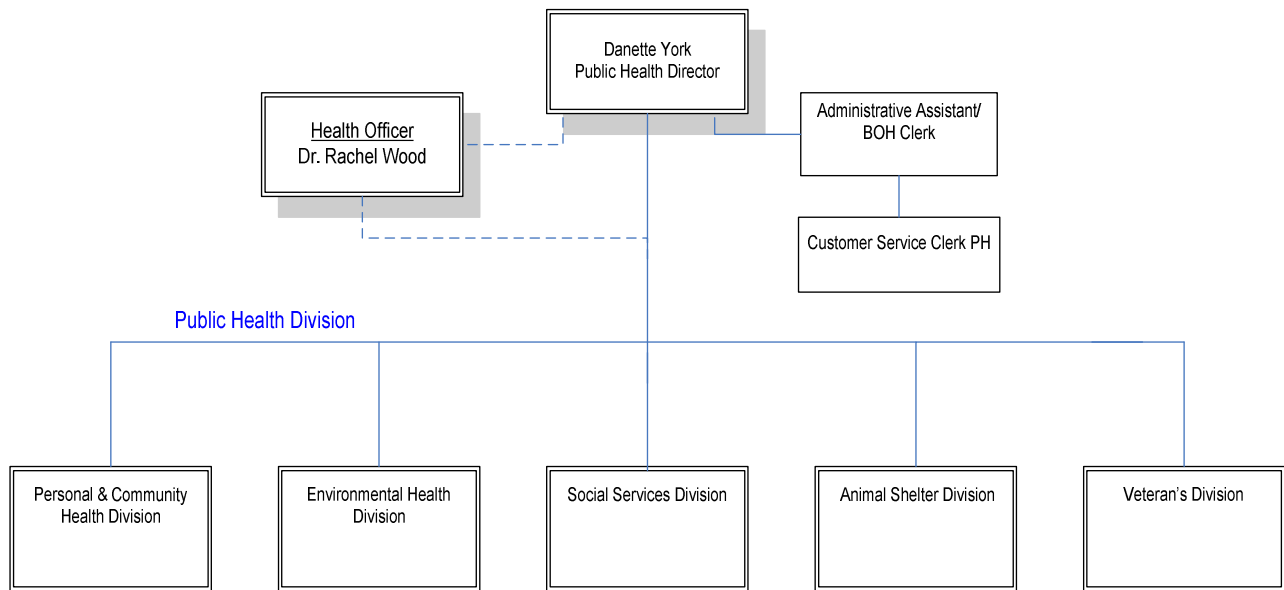 Danette York
Public Health Director
Health Officer
Dr. Rachel Wood
Administrative Assistant/
BOH Clerk
Customer Service Clerk PH
Public Health Division
Personal & Community
Health Division
Environmental Health
Division
Social Services Division
Animal Shelter Division
Veteran’s Division